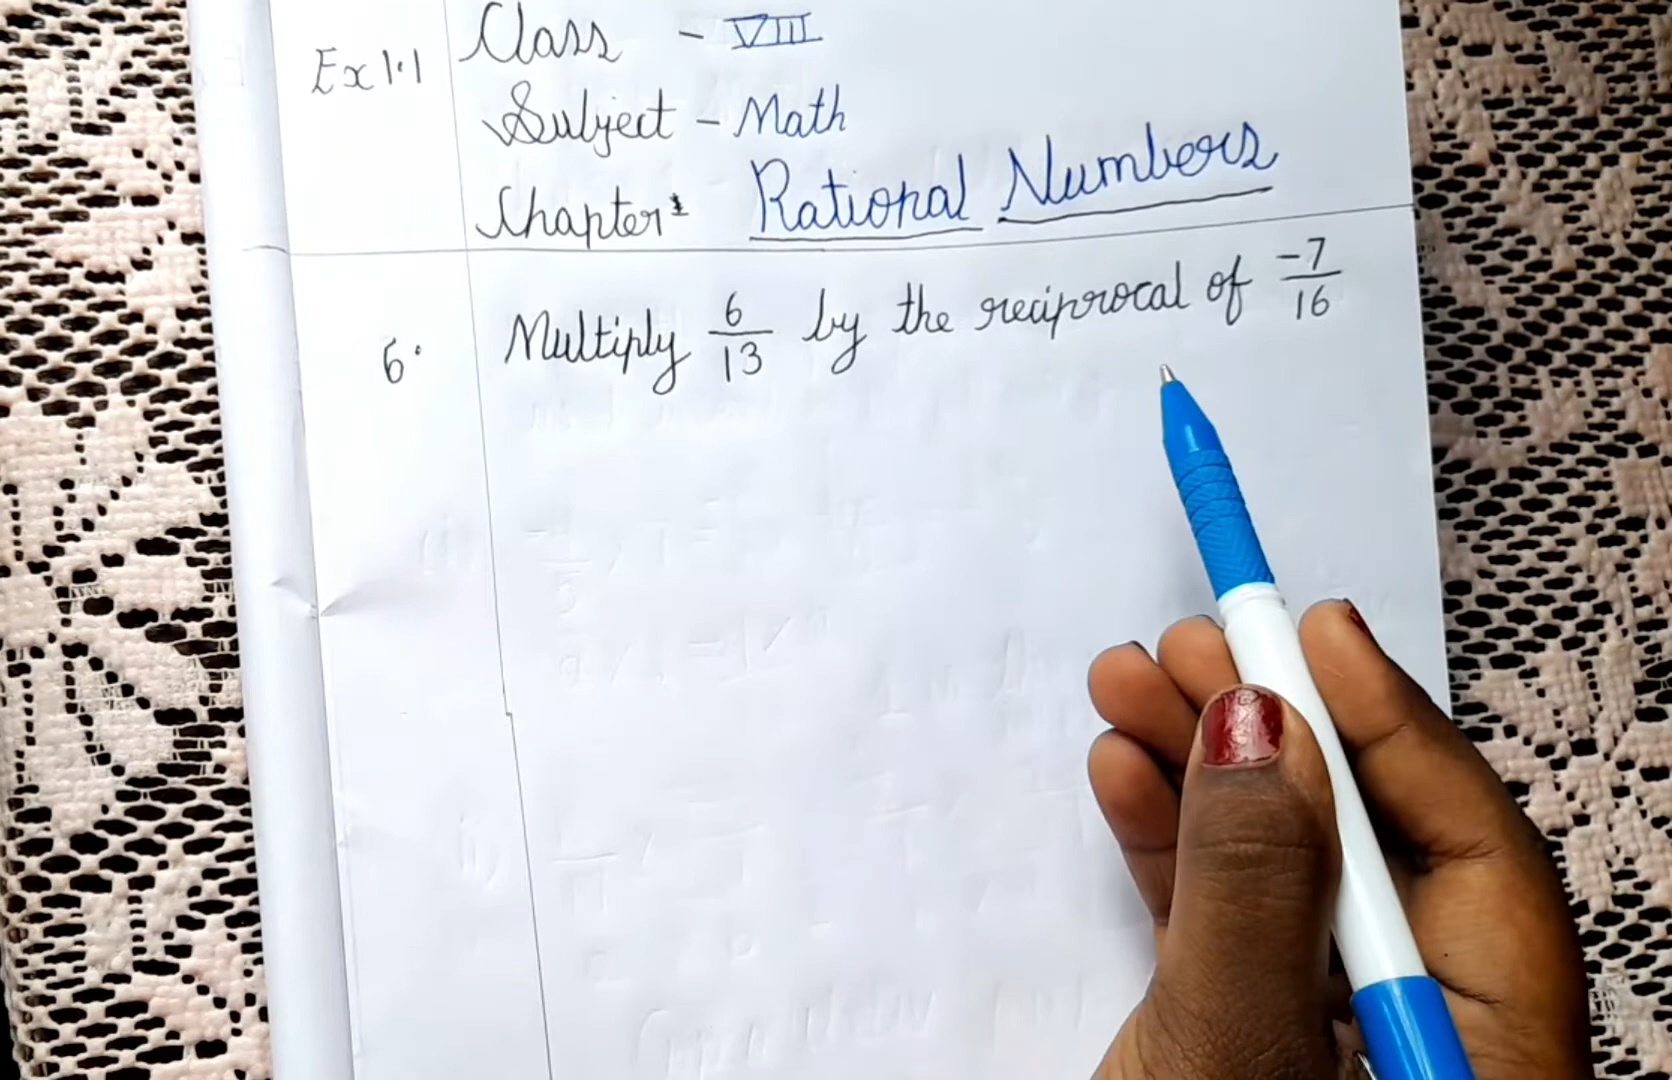 Ex 1.1
Class - VIII
Subject - Math
Chapter 1 Rational Numbers
6. Multiply 6/13 by the reciprocal of -7/16